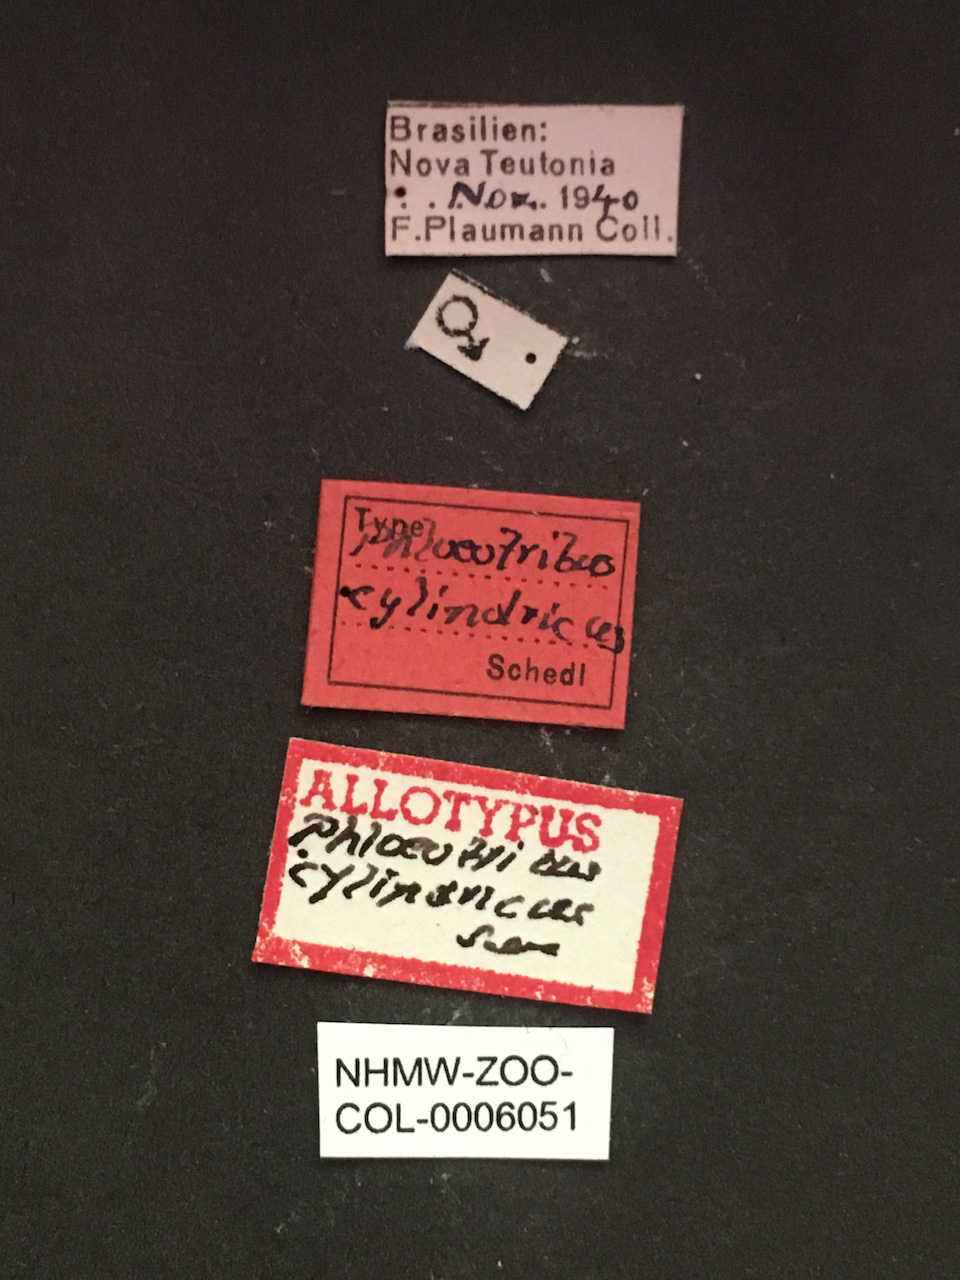 Brasilien:
Nova Teutonia
. . Nov. 1940
F.Plaumann Coll.
♂
Type
Phloeotribus
cylindricus
Schedl
ALLOTYPUS
Phloeotribus
cylindricus
NHMW-ZOO-
COL-0006051